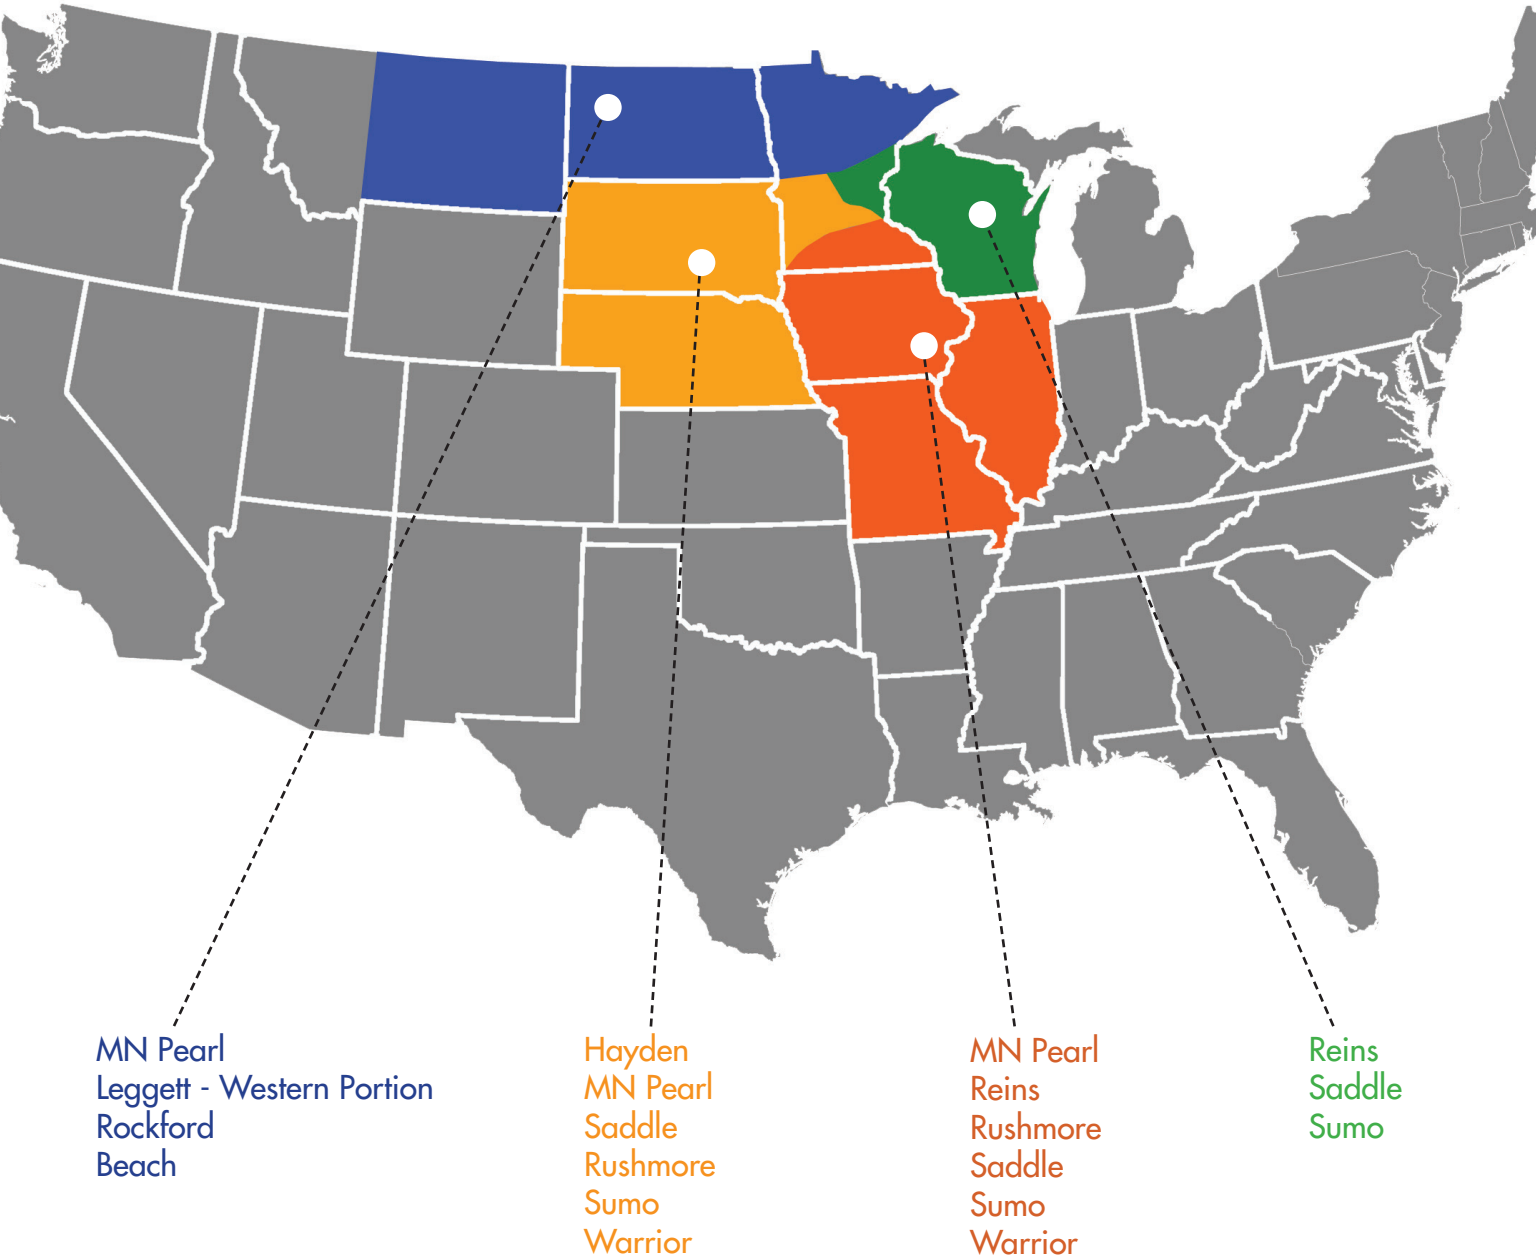 MN Pearl
Leggett - Western Portion
Rockford
Beach
Hayden
MN Pearl
Saddle
Rushmore
Sumo
Warrior
MN Pearl
Reins
Rushmore
Saddle
Sumo
Warrior
Reins
Saddle
Sumo